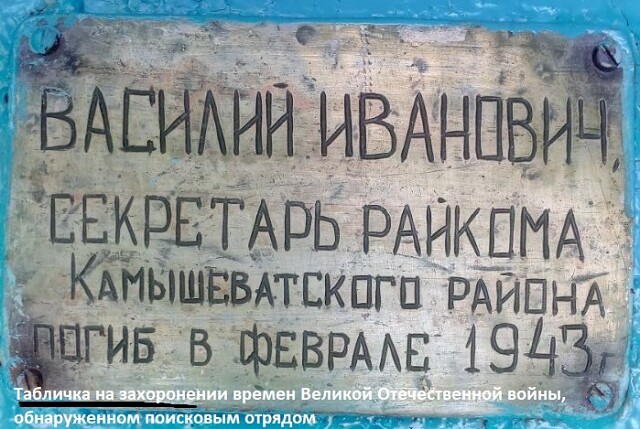 ВАСИЛИЙ ИВАНОВИЧ,
СЕКРЕТАРЬ РАЙКОМА
КАМЫШЕВАТСКОГО РАЙОНА
ПОГИБ В ФЕВРАЛЕ 1943 г
Табличка на захоронении времен Великой Отечественной войны,
обнаруженном поисковым отрядом